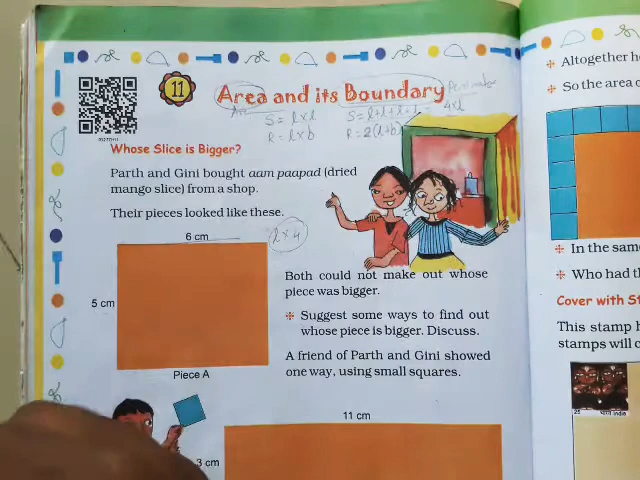 11
Area and its Boundary
S = l×l
S = l+l+l+l =
4×l
R = l×b
R = 2(l+b)
Whose Slice is Bigger?
Parth and Gini bought aam paapad (dried
mango slice) from a shop.
Their pieces looked like these.
6 cm
5 cm
Piece A
Both could not make out whose
piece was bigger.
Suggest some ways to find out
whose piece is bigger. Discuss.
A friend of Parth and Gini showed
one way, using small squares.
11 cm
3 cm
Altogether h
So the area o
In the sam
Who had th
Cover with St
This stamp h
stamps will c
25
भारत India